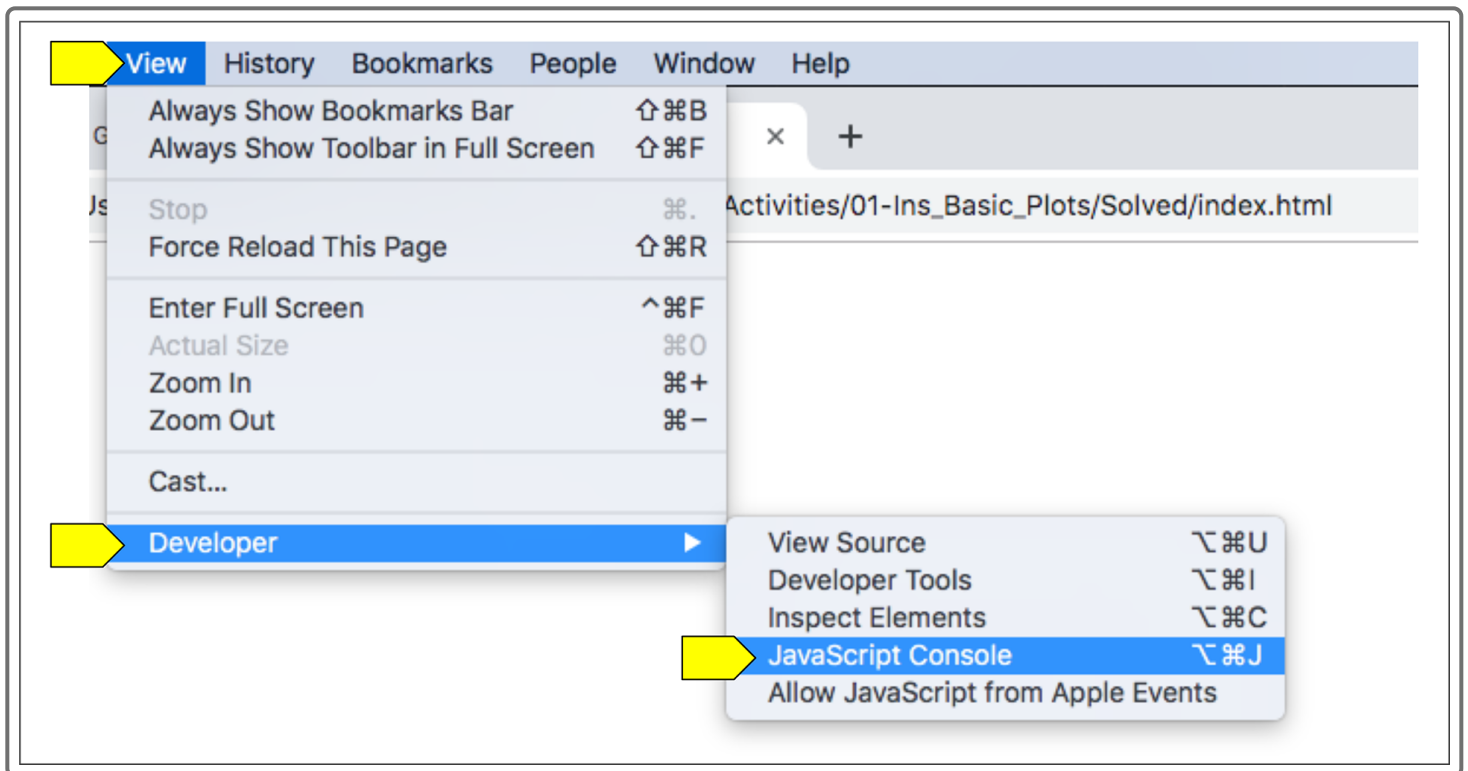 View History Bookmarks People Window Help
Always Show Bookmarks Bar ⇧⌘B
Always Show Toolbar in Full Screen ⇧⌘F
Stop ⌘.
Activities/01-Ins_Basic_Plots/Solved/index.html
Force Reload This Page ⇧⌘R
Enter Full Screen ^⌘F
Actual Size ⌘0
Zoom In ⌘+
Zoom Out ⌘−
Cast...
Developer ▶
View Source ⌥⌘U
Developer Tools ⌥⌘I
Inspect Elements ⌥⌘C
JavaScript Console ⌥⌘J
Allow JavaScript from Apple Events